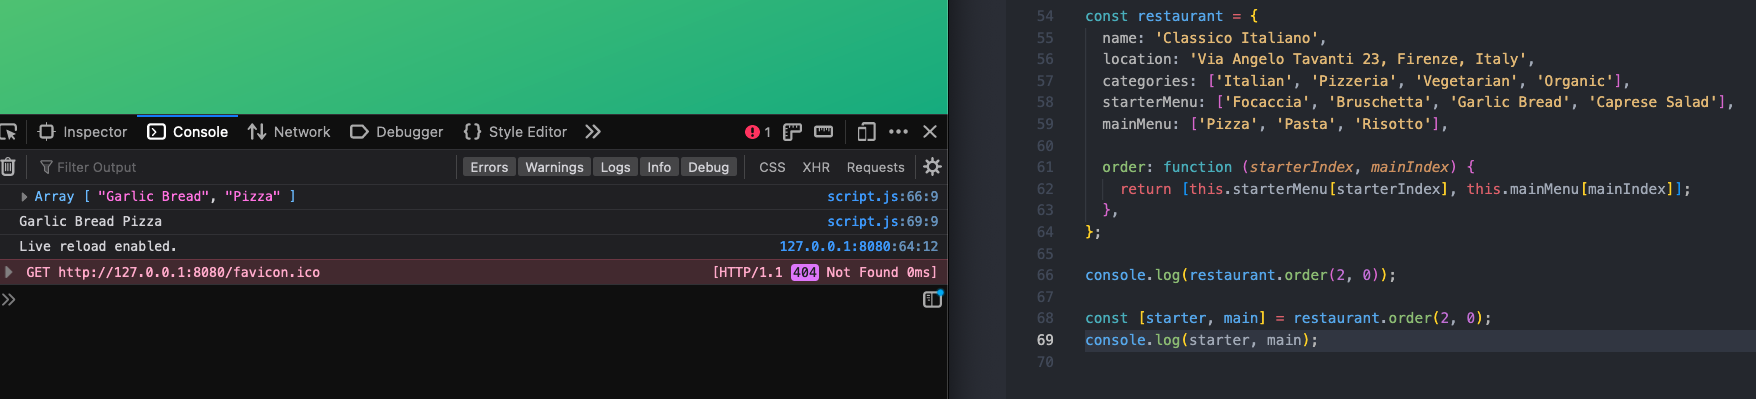 Inspector Console Network Debugger {} Style Editor 1
Filter Output Errors Warnings Logs Info Debug CSS XHR Requests
Array [ "Garlic Bread", "Pizza" ] script.js:66:9
Garlic Bread Pizza script.js:69:9
Live reload enabled. 127.0.0.1:8080:64:12
GET http://127.0.0.1:8080/favicon.ico [HTTP/1.1 404 Not Found 0ms]
54 const restaurant = {
55 name: 'Classico Italiano',
56 location: 'Via Angelo Tavanti 23, Firenze, Italy',
57 categories: ['Italian', 'Pizzeria', 'Vegetarian', 'Organic'],
58 starterMenu: ['Focaccia', 'Bruschetta', 'Garlic Bread', 'Caprese Salad'],
59 mainMenu: ['Pizza', 'Pasta', 'Risotto'],
60
61 order: function (starterIndex, mainIndex) {
62 return [this.starterMenu[starterIndex], this.mainMenu[mainIndex]];
63 },
64 };
65
66 console.log(restaurant.order(2, 0));
67
68 const [starter, main] = restaurant.order(2, 0);
69 console.log(starter, main);
70